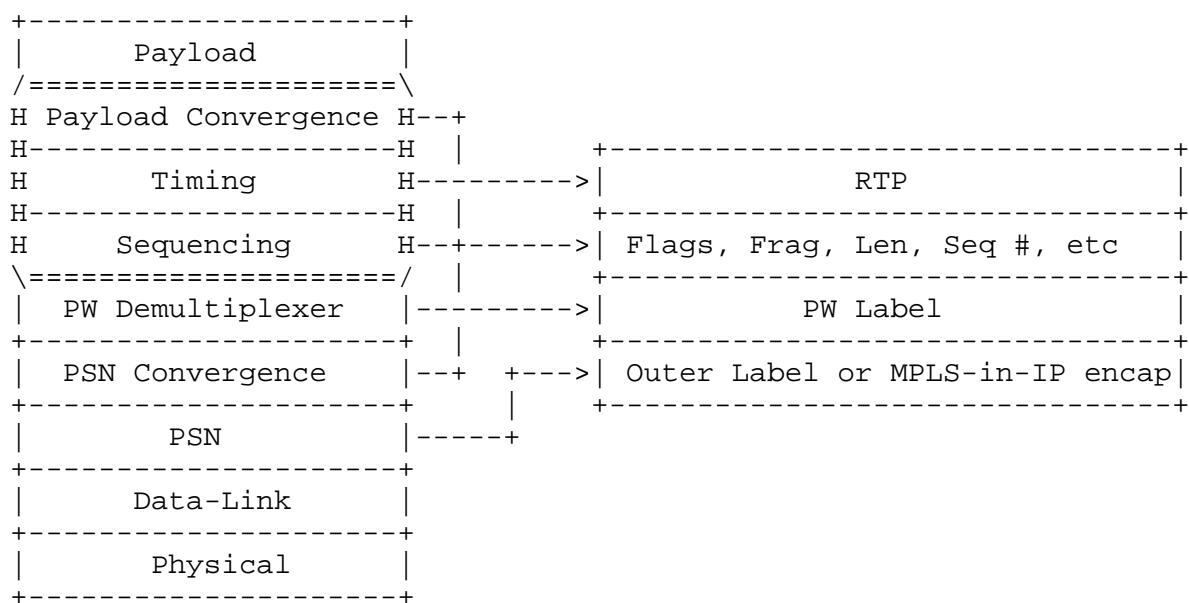 +---------------------+
|       Payload       |
/=====================\
H Payload Convergence H--+
H---------------------H  |       +--------------------------------+
H       Timing        H--------->|              RTP               |
H---------------------H  |       +--------------------------------+
H     Sequencing      H--+------>| Flags, Frag, Len, Seq #, etc   |
\=====================/  |       +--------------------------------+
|  PW Demultiplexer   |--------->|           PW Label             |
+---------------------+  |       +--------------------------------+
|  PSN Convergence    |--+  +--->| Outer Label or MPLS-in-IP encap|
+---------------------+     |    +--------------------------------+
|        PSN          |-----+
+---------------------+
|      Data-Link      |
+---------------------+
|       Physical      |
+---------------------+